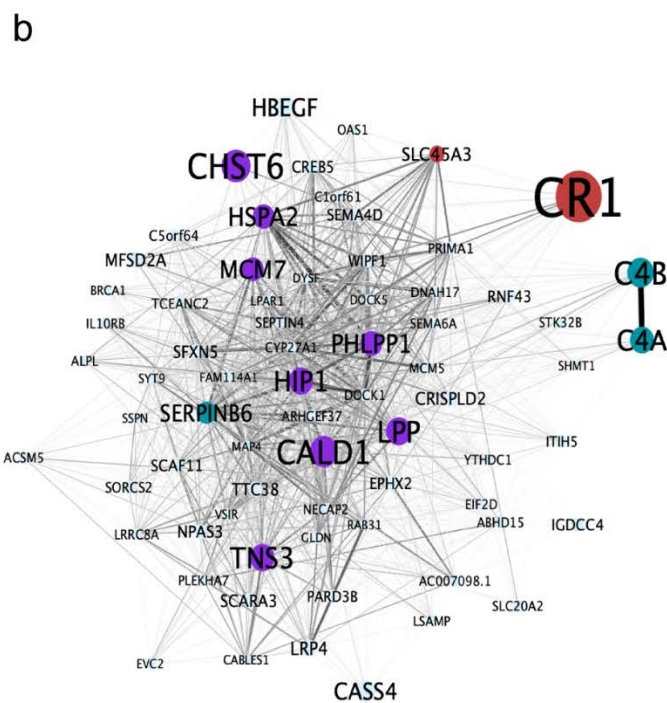 b
HBEGF
OAS1
SLC45A3
CHST6
CREB5
CR1
C1orf61
HSPA2
SEMA4D
C5orf64
PRIMA1
MFSD2A
WIPF1
MCM7
C4B
DYSF
BRCA1
TCEANC2
LPAR1
DOCK5
DNAH17
RNF43
IL10RB
SEPTIN4
SEMA6A
STK32B
CYP27A1
PHLPP1
C4A
SFXN5
ALPL
MCM5
SHMT1
SYT9
FAM114A1
HIP1
DOCK1
CRISPLD2
SSPN
SERPINB6
ARHGEF37
LPP
MAP4
CALD1
ITIH5
ACSM5
SCAF11
YTHDC1
SORCS2
TTC38
EPHX2
EIF2D
VSIR
NECAP2
ABHD15
IGDCC4
LRRC8A
NPAS3
RAB31
GLDN
TNS3
PLEKHA7
AC007098.1
SCARA3
PARD3B
SLC20A2
LSAMP
LRP4
EVC2
CABLES1
CASS4